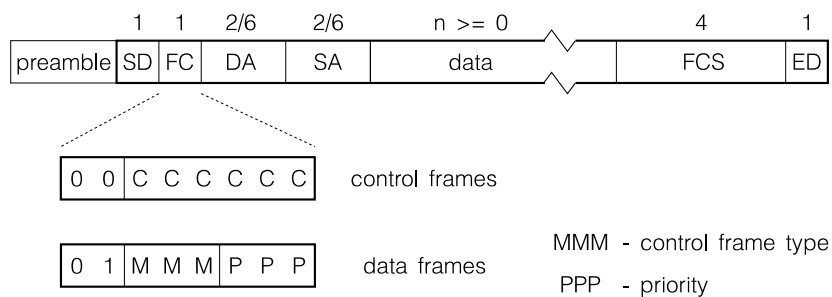 1 1 2/6 2/6 n >= 0 4 1
preamble SD FC DA SA data FCS ED
0 0 C C C C C C control frames
0 1 M M M P P P data frames
MMM - control frame type
PPP - priority